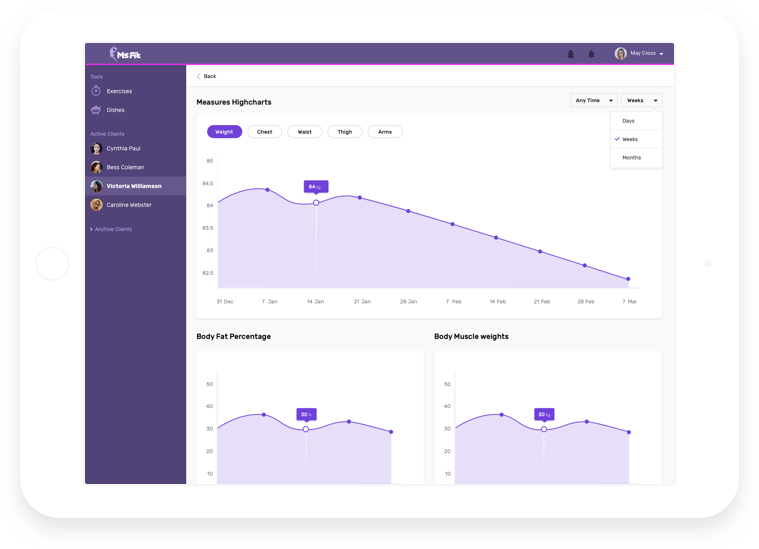 Ms Fit
May Cross
Tools
Exercises
Dishes
Active Clients
Cynthia Paul
Bess Coleman
Victoria Williamson
Caroline Webster
Archive Clients
Back
Measures Highcharts
Any Time
Weeks
Days
Weeks
Months
Weight Chest Waist Thigh Arms
85
84.5
84
83.5
83
82.5
84 kg
31 Dec 7 Jan 14 Jan 21 Jan 28 Jan 7 Feb 14 Feb 21 Feb 28 Feb 7 Mar
Body Fat Percentage
50
40
30
20
10
30 %
Body Muscle weights
50
40
30
20
10
30 kg